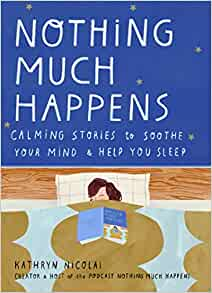 NOTHING
MUCH
HAPPENS
CALMING STORIES to SOOTHE
YOUR MIND & HELP YOU SLEEP
KATHRYN NICOLAI
CREATOR & HOST of the PODCAST NOTHING MUCH HAPPENS